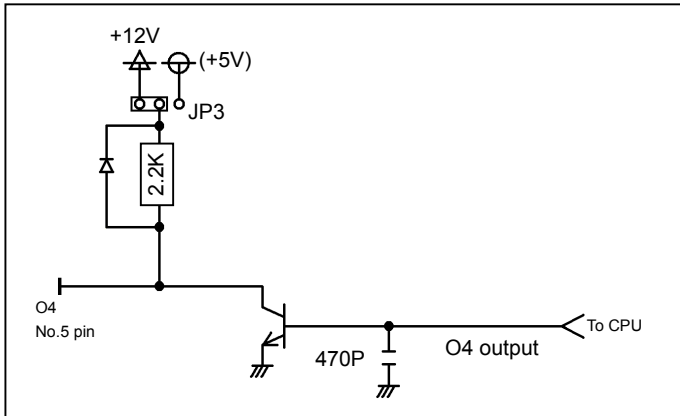 +12V
(+5V)
JP3
2.2K
O4
No.5 pin
470P
O4 output
To CPU